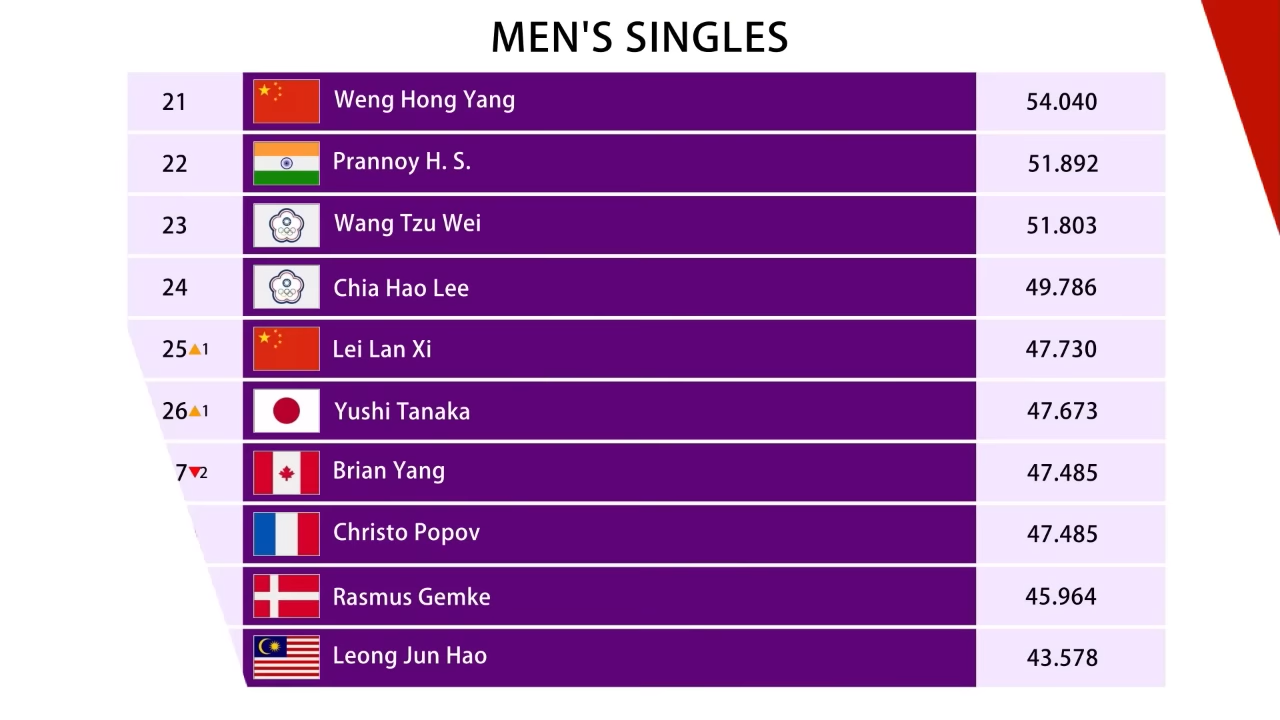 MEN'S SINGLES
21 Weng Hong Yang 54.040
22 Prannoy H. S. 51.892
23 Wang Tzu Wei 51.803
24 Chia Hao Lee 49.786
25▲1 Lei Lan Xi 47.730
26▲1 Yushi Tanaka 47.673
7▼2 Brian Yang 47.485
Christo Popov 47.485
Rasmus Gemke 45.964
Leong Jun Hao 43.578